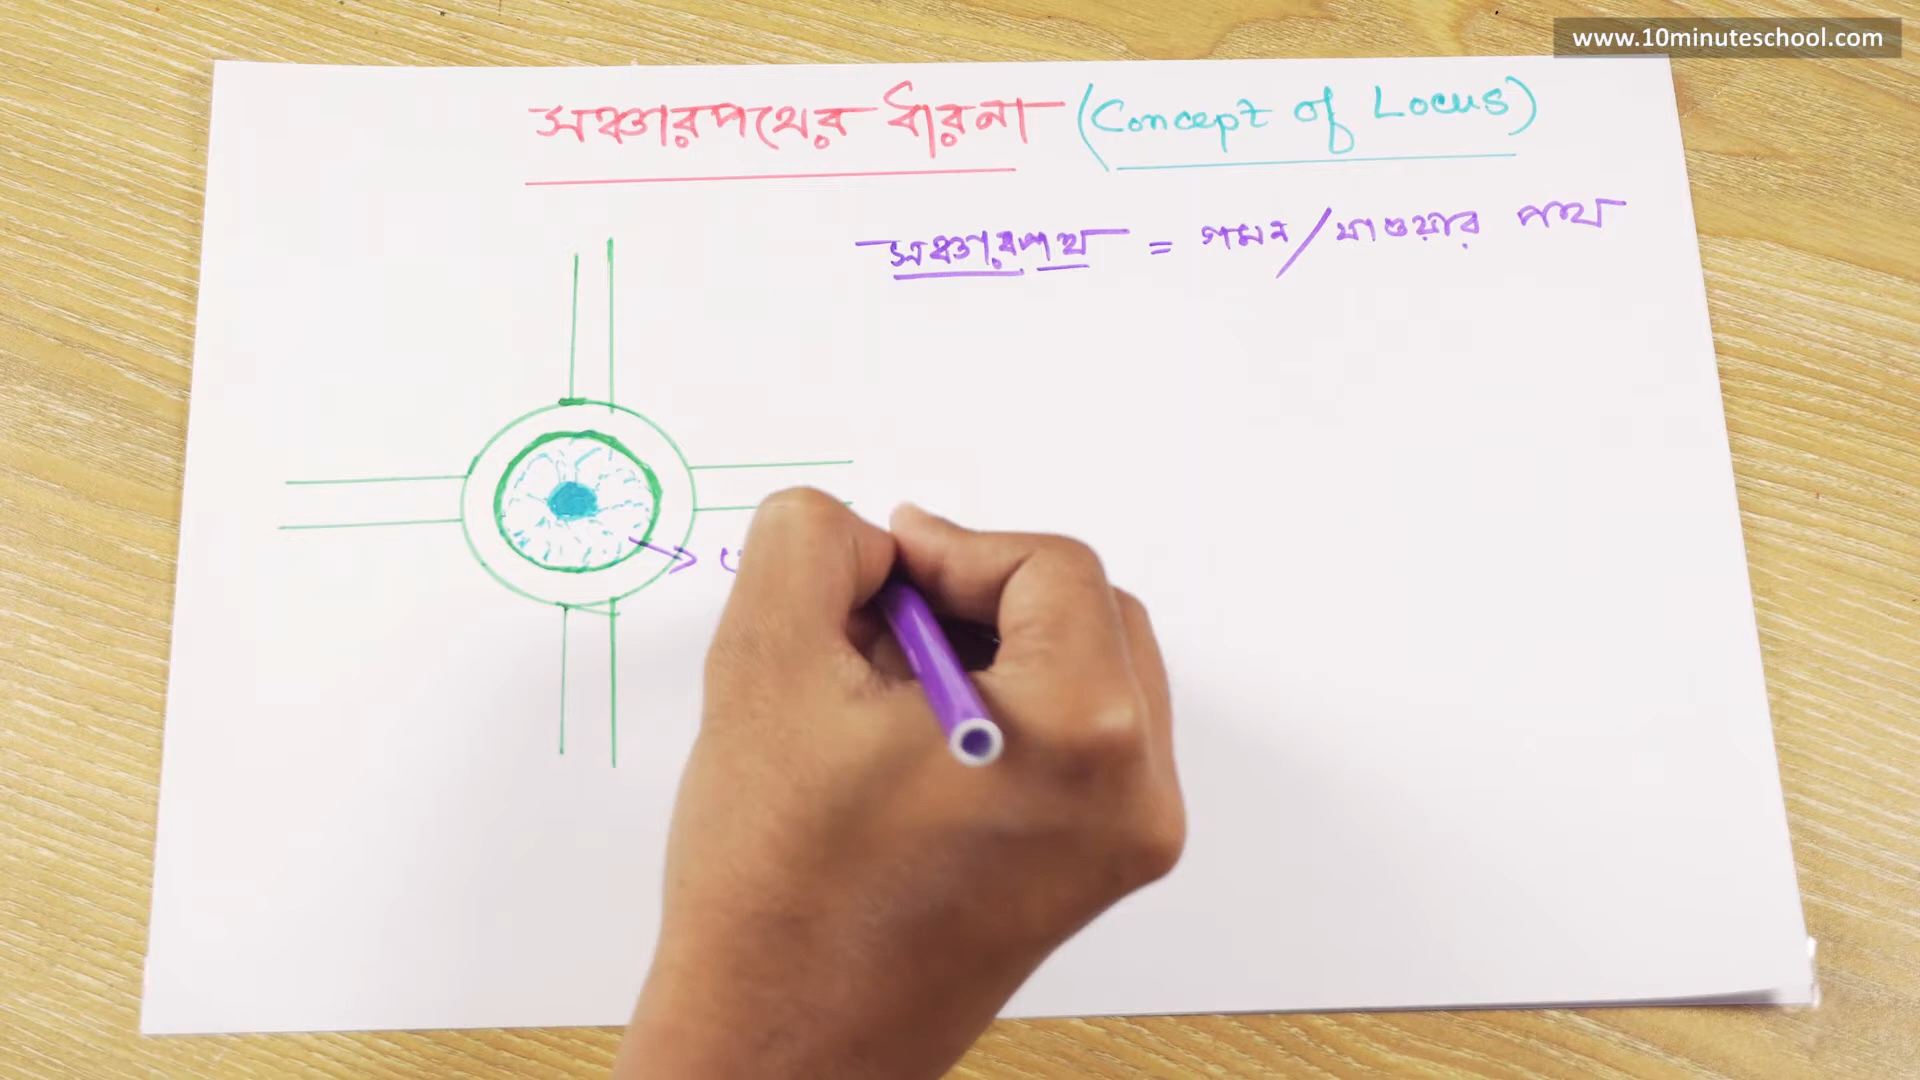 www.10minuteschool.com
সঞ্চারপথের ধারনা (Concept of Locus)
সঞ্চারপথ = গমন/যাওয়ার পথ